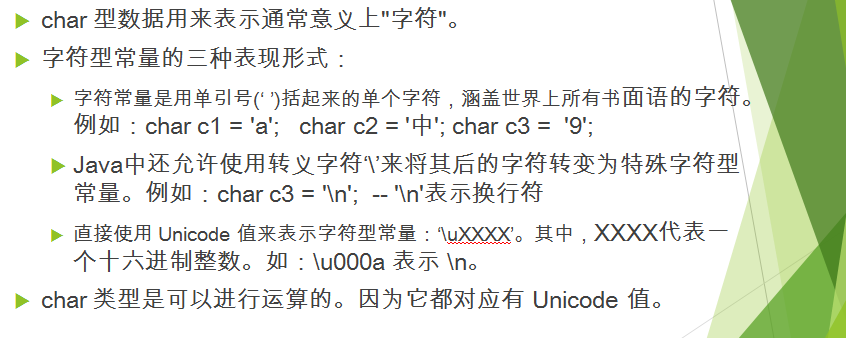 char 型数据用来表示通常意义上"字符"。
字符型常量的三种表现形式：
字符常量是用单引号(‘ ’)括起来的单个字符，涵盖世界上所有书面语的字符。
例如：char c1 = 'a'; char c2 = '中'; char c3 = '9';
Java中还允许使用转义字符‘\’来将其后的字符转变为特殊字符型
常量。例如：char c3 = '\n'; -- '\n'表示换行符
直接使用 Unicode 值来表示字符型常量：‘\uXXXX’。其中，XXXX代表一
个十六进制整数。如：\u000a 表示 \n。
char 类型是可以进行运算的。因为它都对应有 Unicode 值。